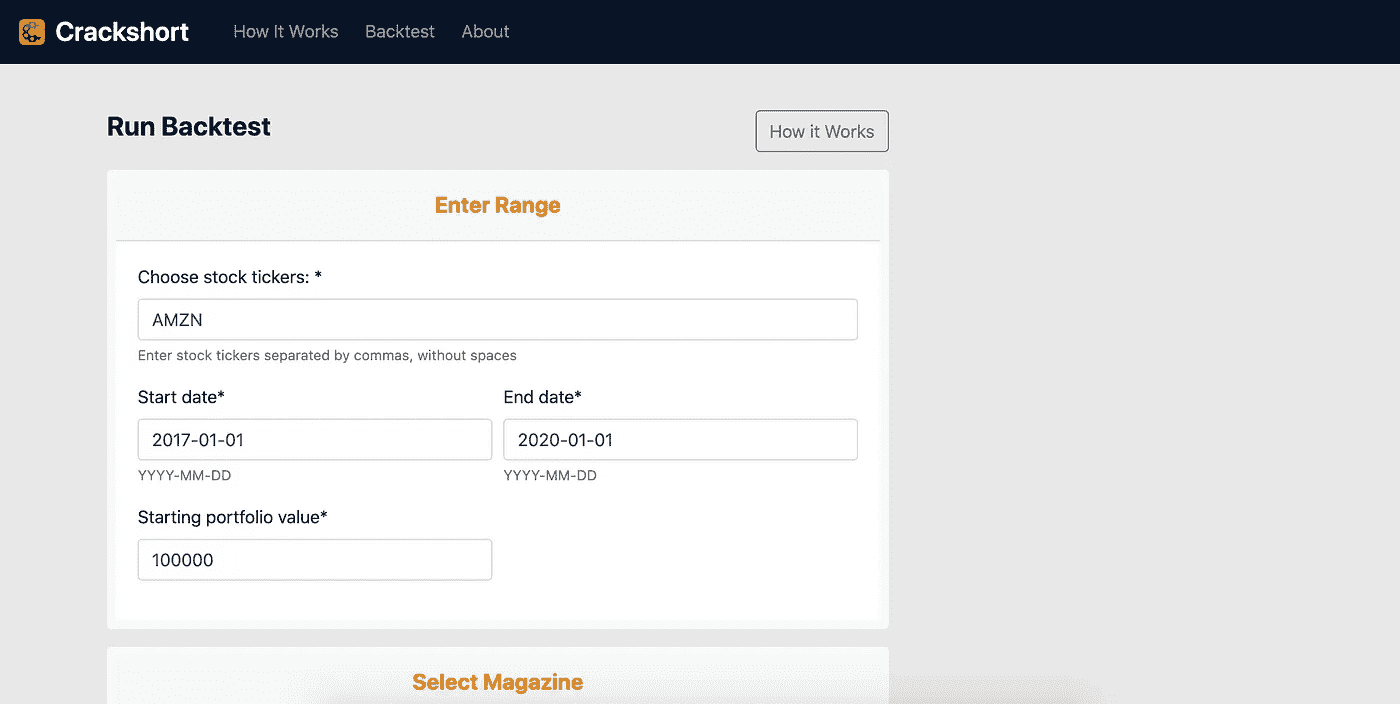 Crackshort How It Works Backtest About
Run Backtest
How it Works
Enter Range
Choose stock tickers: *
AMZN
Enter stock tickers separated by commas, without spaces
Start date* End date*
2017-01-01 2020-01-01
YYYY-MM-DD YYYY-MM-DD
Starting portfolio value*
100000
Select Magazine